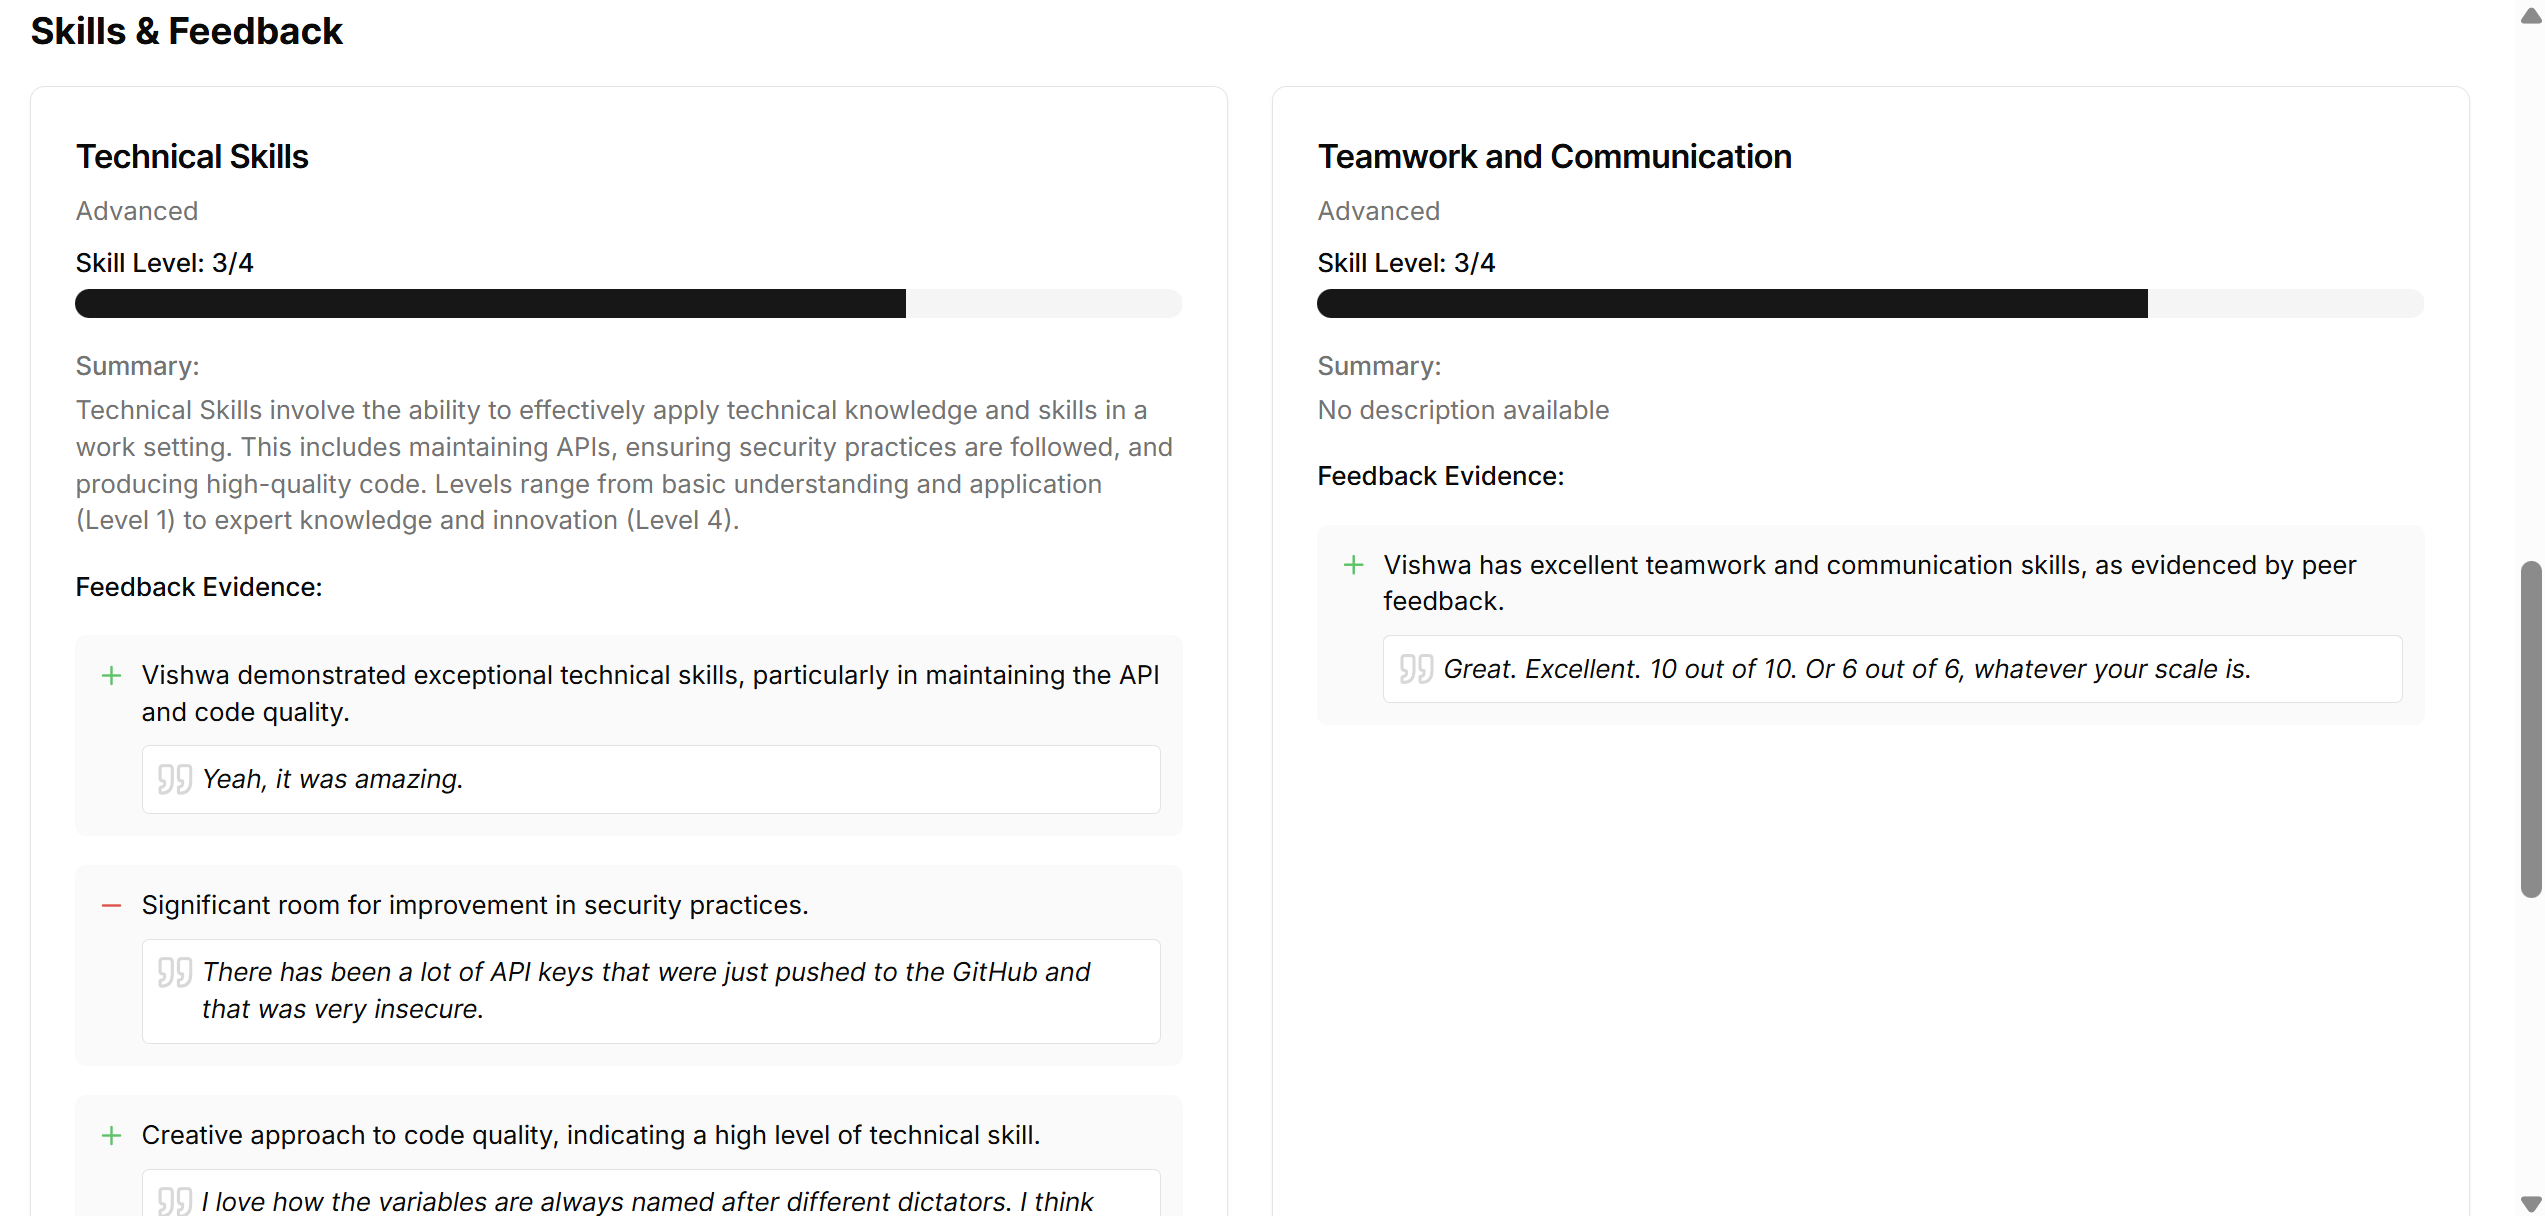 Skills & Feedback
Technical Skills
Advanced
Skill Level: 3/4
Summary:
Technical Skills involve the ability to effectively apply technical knowledge and skills in a
work setting. This includes maintaining APIs, ensuring security practices are followed, and
producing high-quality code. Levels range from basic understanding and application
(Level 1) to expert knowledge and innovation (Level 4).
Feedback Evidence:
Vishwa demonstrated exceptional technical skills, particularly in maintaining the API
and code quality.
Yeah, it was amazing.
Significant room for improvement in security practices.
There has been a lot of API keys that were just pushed to the GitHub and
that was very insecure.
Creative approach to code quality, indicating a high level of technical skill.
I love how the variables are always named after different dictators. I think
Teamwork and Communication
Advanced
Skill Level: 3/4
Summary:
No description available
Feedback Evidence:
Vishwa has excellent teamwork and communication skills, as evidenced by peer
feedback.
Great. Excellent. 10 out of 10. Or 6 out of 6, whatever your scale is.